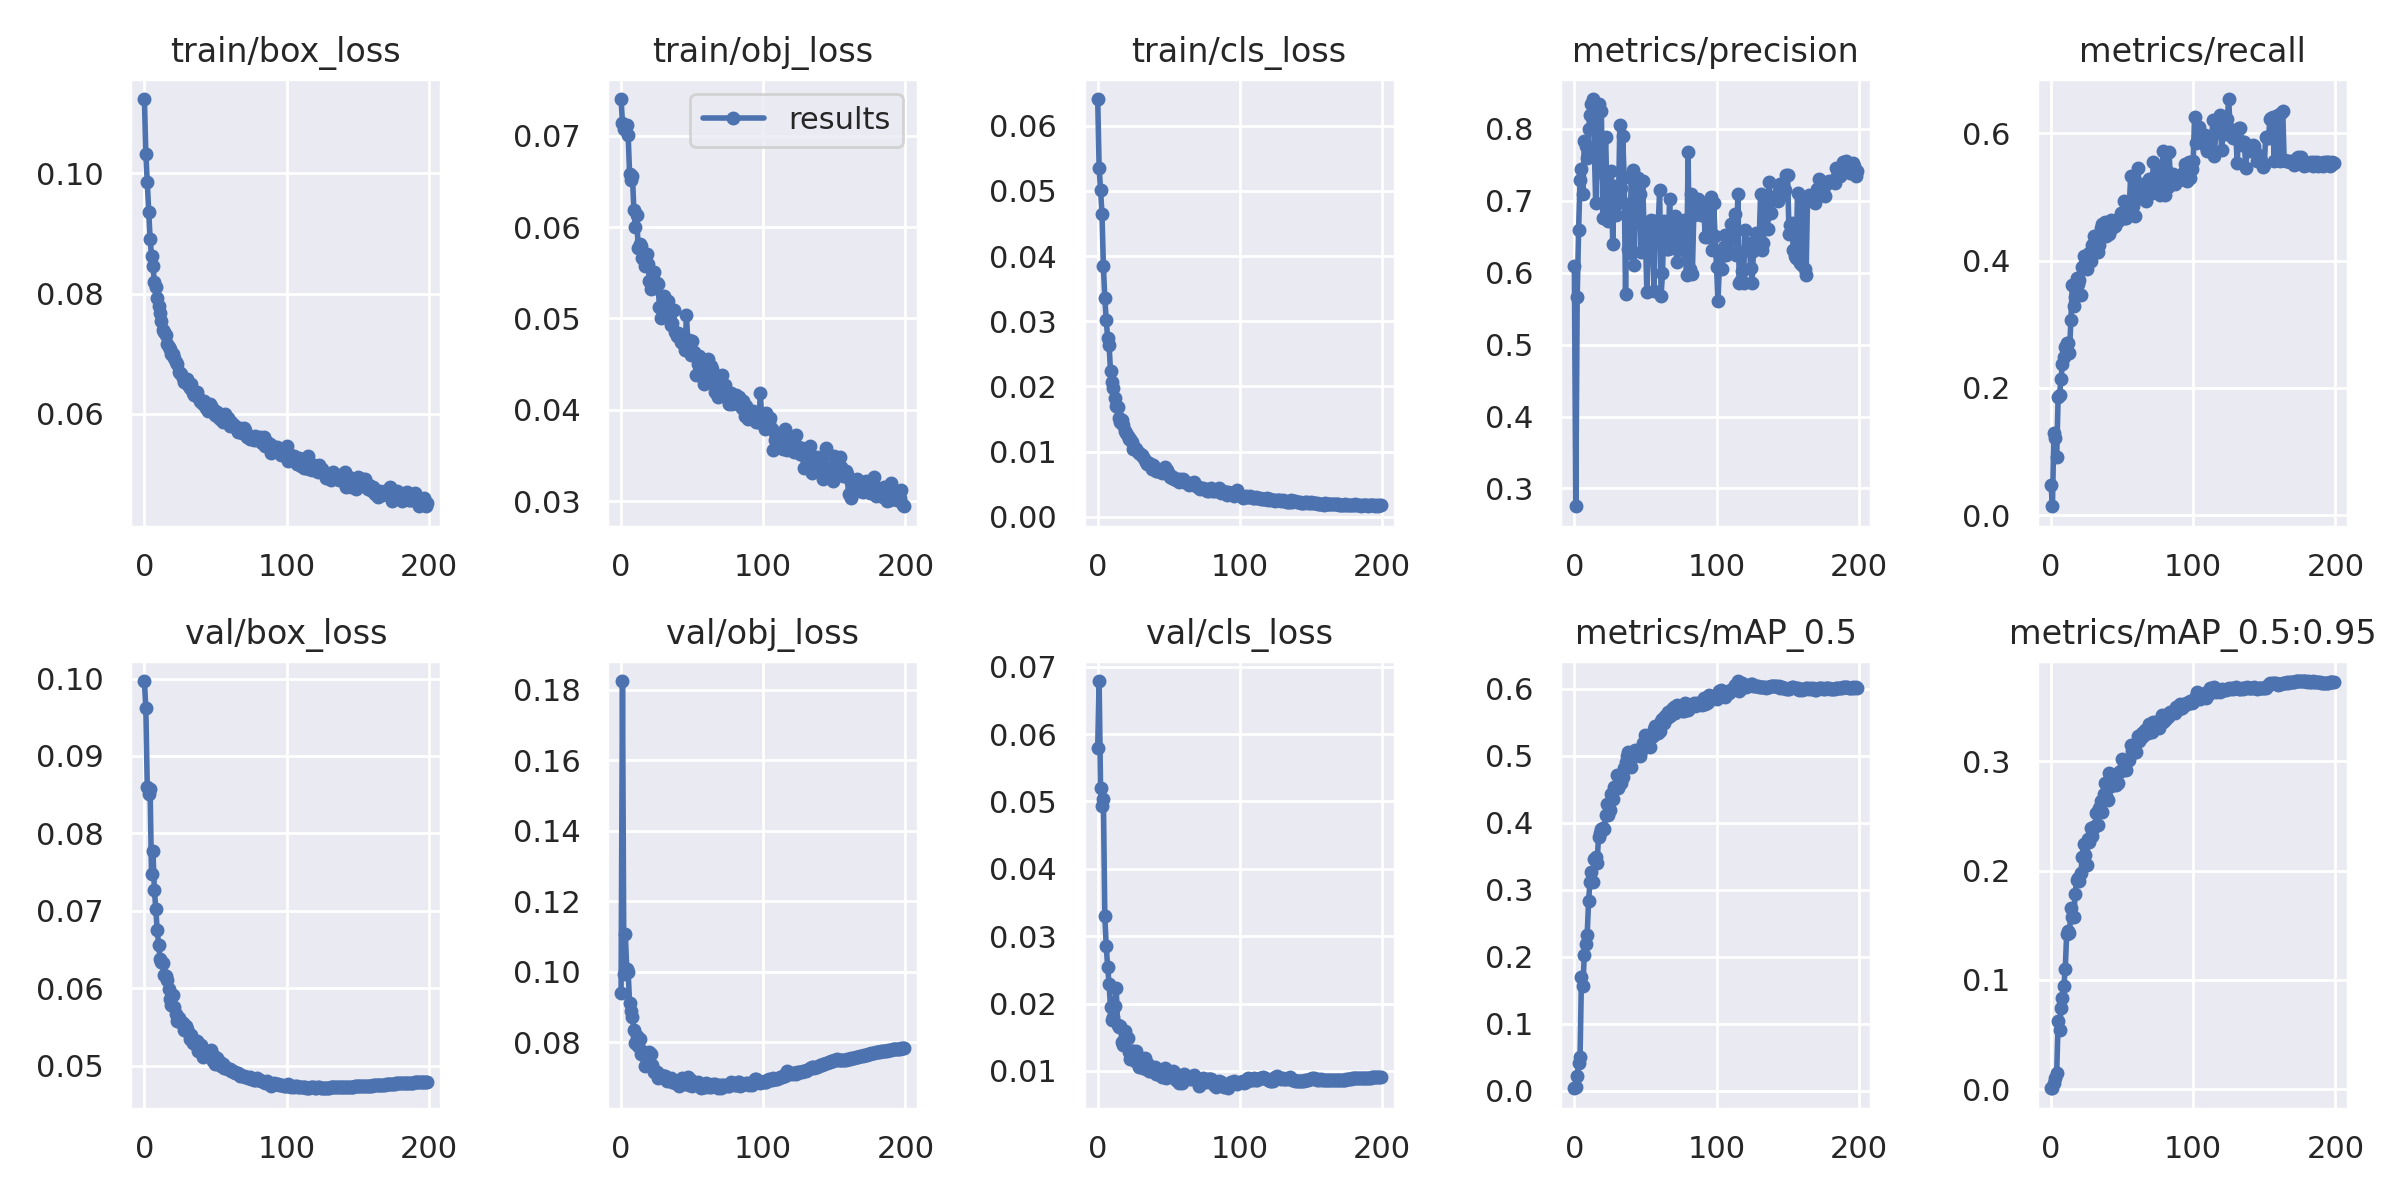 train/box_loss
0.10
0.08
0.06
0 100 200
train/obj_loss
results
0.07
0.06
0.05
0.04
0.03
0 100 200
train/cls_loss
0.06
0.05
0.04
0.03
0.02
0.01
0.00
0 100 200
metrics/precision
0.8
0.7
0.6
0.5
0.4
0.3
0 100 200
metrics/recall
0.6
0.4
0.2
0.0
0 100 200
val/box_loss
0.10
0.09
0.08
0.07
0.06
0.05
0 100 200
val/obj_loss
0.18
0.16
0.14
0.12
0.10
0.08
0 100 200
val/cls_loss
0.07
0.06
0.05
0.04
0.03
0.02
0.01
0 100 200
metrics/mAP_0.5
0.6
0.5
0.4
0.3
0.2
0.1
0.0
0 100 200
metrics/mAP_0.5:0.95
0.3
0.2
0.1
0.0
0 100 200